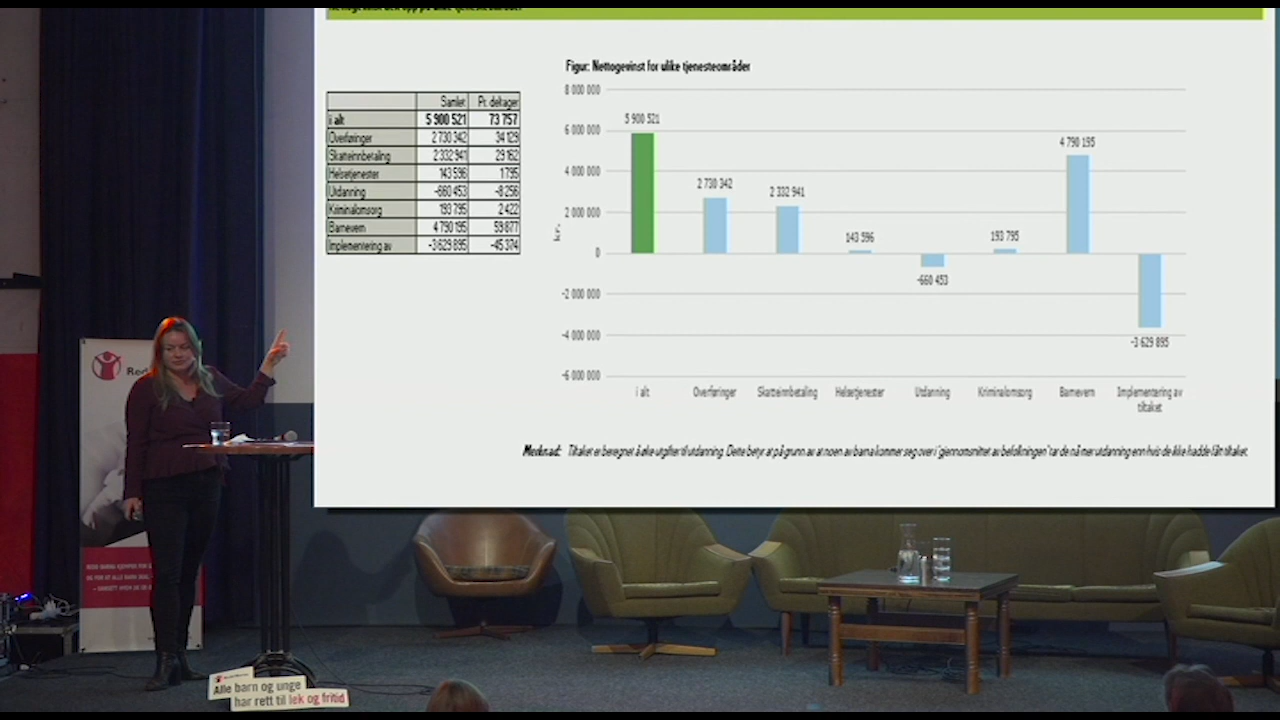 Figur: Nettogevinst for ulike tjenesteområder
Samlet Pr. deltager
i alt 5 900 521 73 757
Overføringer 2 730 342 34 129
Skatteinnbetaling 2 332 941 29 162
Helsetjenester 143 596 1 795
Utdanning -660 453 -8 256
Kriminalomsorg 193 795 2 422
Barnevern 4 790 195 59 877
Implementering av -3 629 895 -45 374
8 000 000
6 000 000
4 000 000
2 000 000
0
-2 000 000
-4 000 000
-6 000 000
kr.
5 900 521
2 730 342
2 332 941
143 596
-660 453
193 795
4 790 195
-3 629 895
i alt Overføringer Skatteinnbetaling Helsetjenester Utdanning Kriminalomsorg Barnevern Implementering av
tiltaket
Merknad: Tiltaket er beregnet å øke utgifter til utdanning. Dette betyr at på grunn av at noen av barna kommer seg over i "gjennomsnittet av befolkningen" tar de nå mer utdanning enn hvis de ikke hadde fått tiltaket.
Redd
Alle barn og unge
har rett til lek og fritid